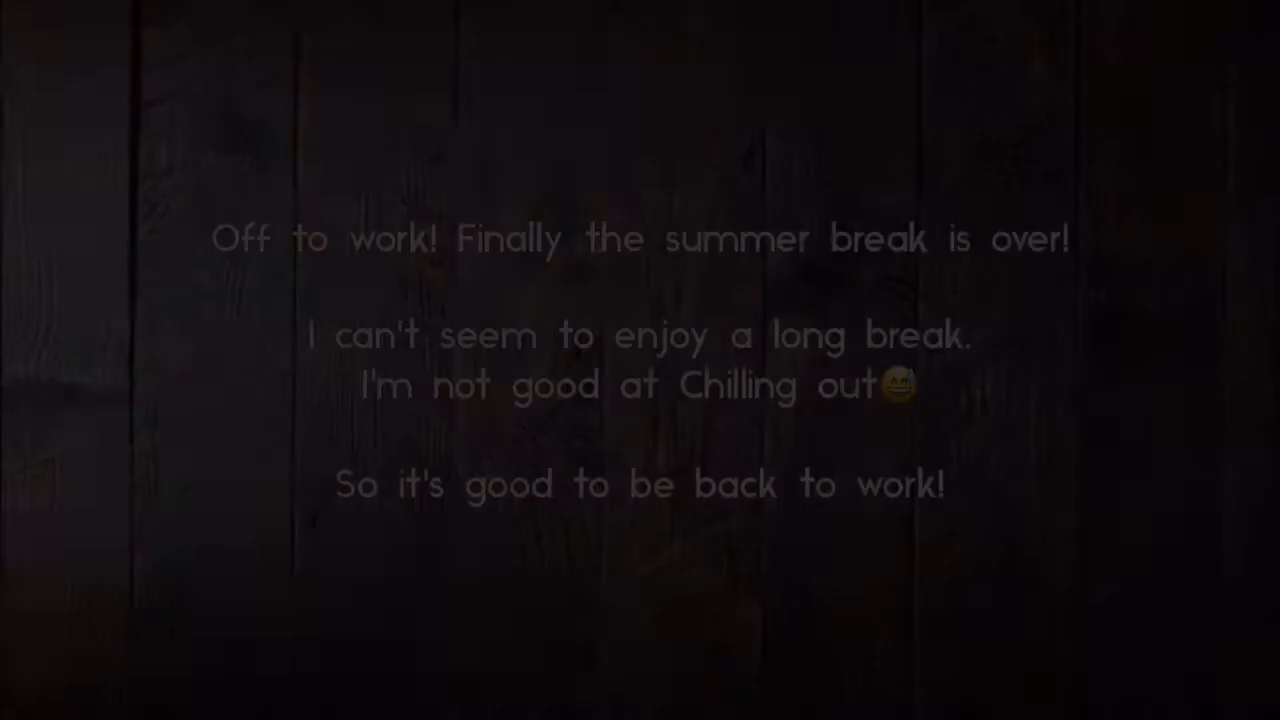 Off to work! Finally the summer break is over!
I can't seem to enjoy a long break.
I'm not good at Chilling out😅
So it's good to be back to work!